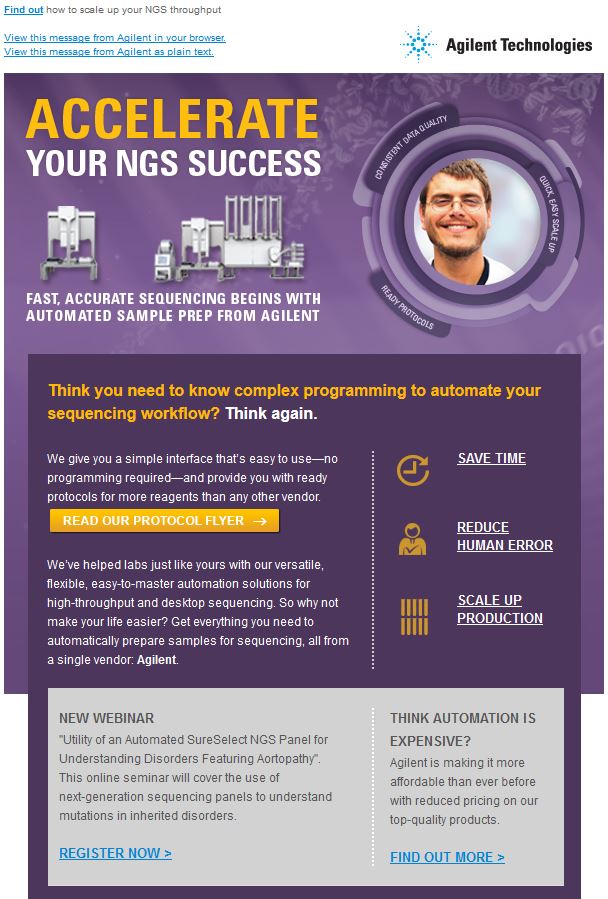 Find out how to scale up your NGS throughput
View this message from Agilent in your browser.
View this message from Agilent as plain text.
Agilent Technologies
ACCELERATE
YOUR NGS SUCCESS
CONSISTENT DATA QUALITY
QUICK, EASY SCALE UP
READY PROTOCOLS
FAST, ACCURATE SEQUENCING BEGINS WITH
AUTOMATED SAMPLE PREP FROM AGILENT
Think you need to know complex programming to automate your
sequencing workflow? Think again.
We give you a simple interface that's easy to use—no
programming required—and provide you with ready
protocols for more reagents than any other vendor.
READ OUR PROTOCOL FLYER →
We've helped labs just like yours with our versatile,
flexible, easy-to-master automation solutions for
high-throughput and desktop sequencing. So why not
make your life easier? Get everything you need to
automatically prepare samples for sequencing, all from
a single vendor: Agilent.
SAVE TIME
REDUCE
HUMAN ERROR
SCALE UP
PRODUCTION
NEW WEBINAR
"Utility of an Automated SureSelect NGS Panel for
Understanding Disorders Featuring Aortopathy".
This online seminar will cover the use of
next-generation sequencing panels to understand
mutations in inherited disorders.
REGISTER NOW >
THINK AUTOMATION IS
EXPENSIVE?
Agilent is making it more
affordable than ever before
with reduced pricing on our
top-quality products.
FIND OUT MORE >